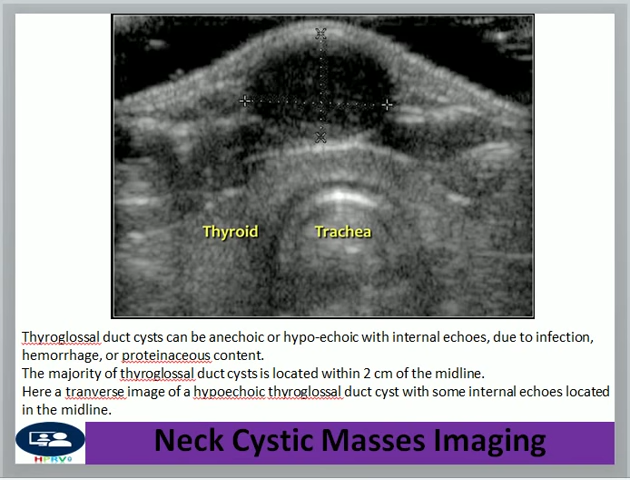 Thyroid
Trachea
Thyroglossal duct cysts can be anechoic or hypo-echoic with internal echoes, due to infection,
hemorrhage, or proteinaceous content.
The majority of thyroglossal duct cysts is located within 2 cm of the midline.
Here a tranverse image of a hypoechoic thyroglossal duct cyst with some internal echoes located
in the midline.
HPRV
Neck Cystic Masses Imaging